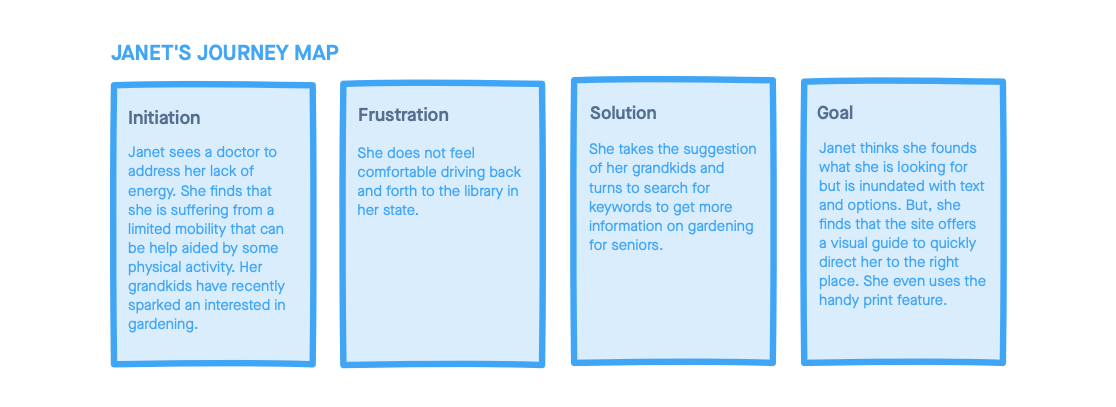 JANET'S JOURNEY MAP
Initiation
Janet sees a doctor to
address her lack of
energy. She finds that
she is suffering from a
limited mobility that can
be help aided by some
physical activity. Her
grandkids have recently
sparked an interested in
gardening.
Frustration
She does not feel
comfortable driving back
and forth to the library in
her state.
Solution
She takes the suggestion
of her grandkids and
turns to search for
keywords to get more
information on gardening
for seniors.
Goal
Janet thinks she founds
what she is looking for
but is inundated with text
and options. But, she
finds that the site offers
a visual guide to quickly
direct her to the right
place. She even uses the
handy print feature.